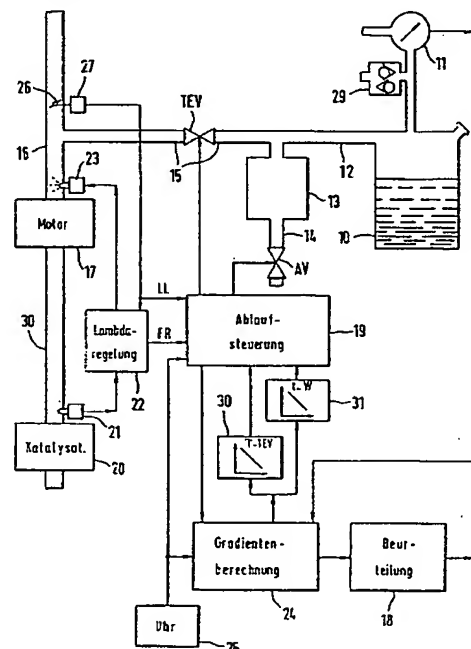 26
27
TEV
11
29
16
23
15
12
13
10
14
Motor
17
AV
LL
30
Lambda-
regelung
22
FR
Ablauf-
steuerung
19
t-W
31
30
T-TEV
21
Katalysat.
20
Gradienten-
berechnung
24
Beur-
teilung
18
Uhr
25